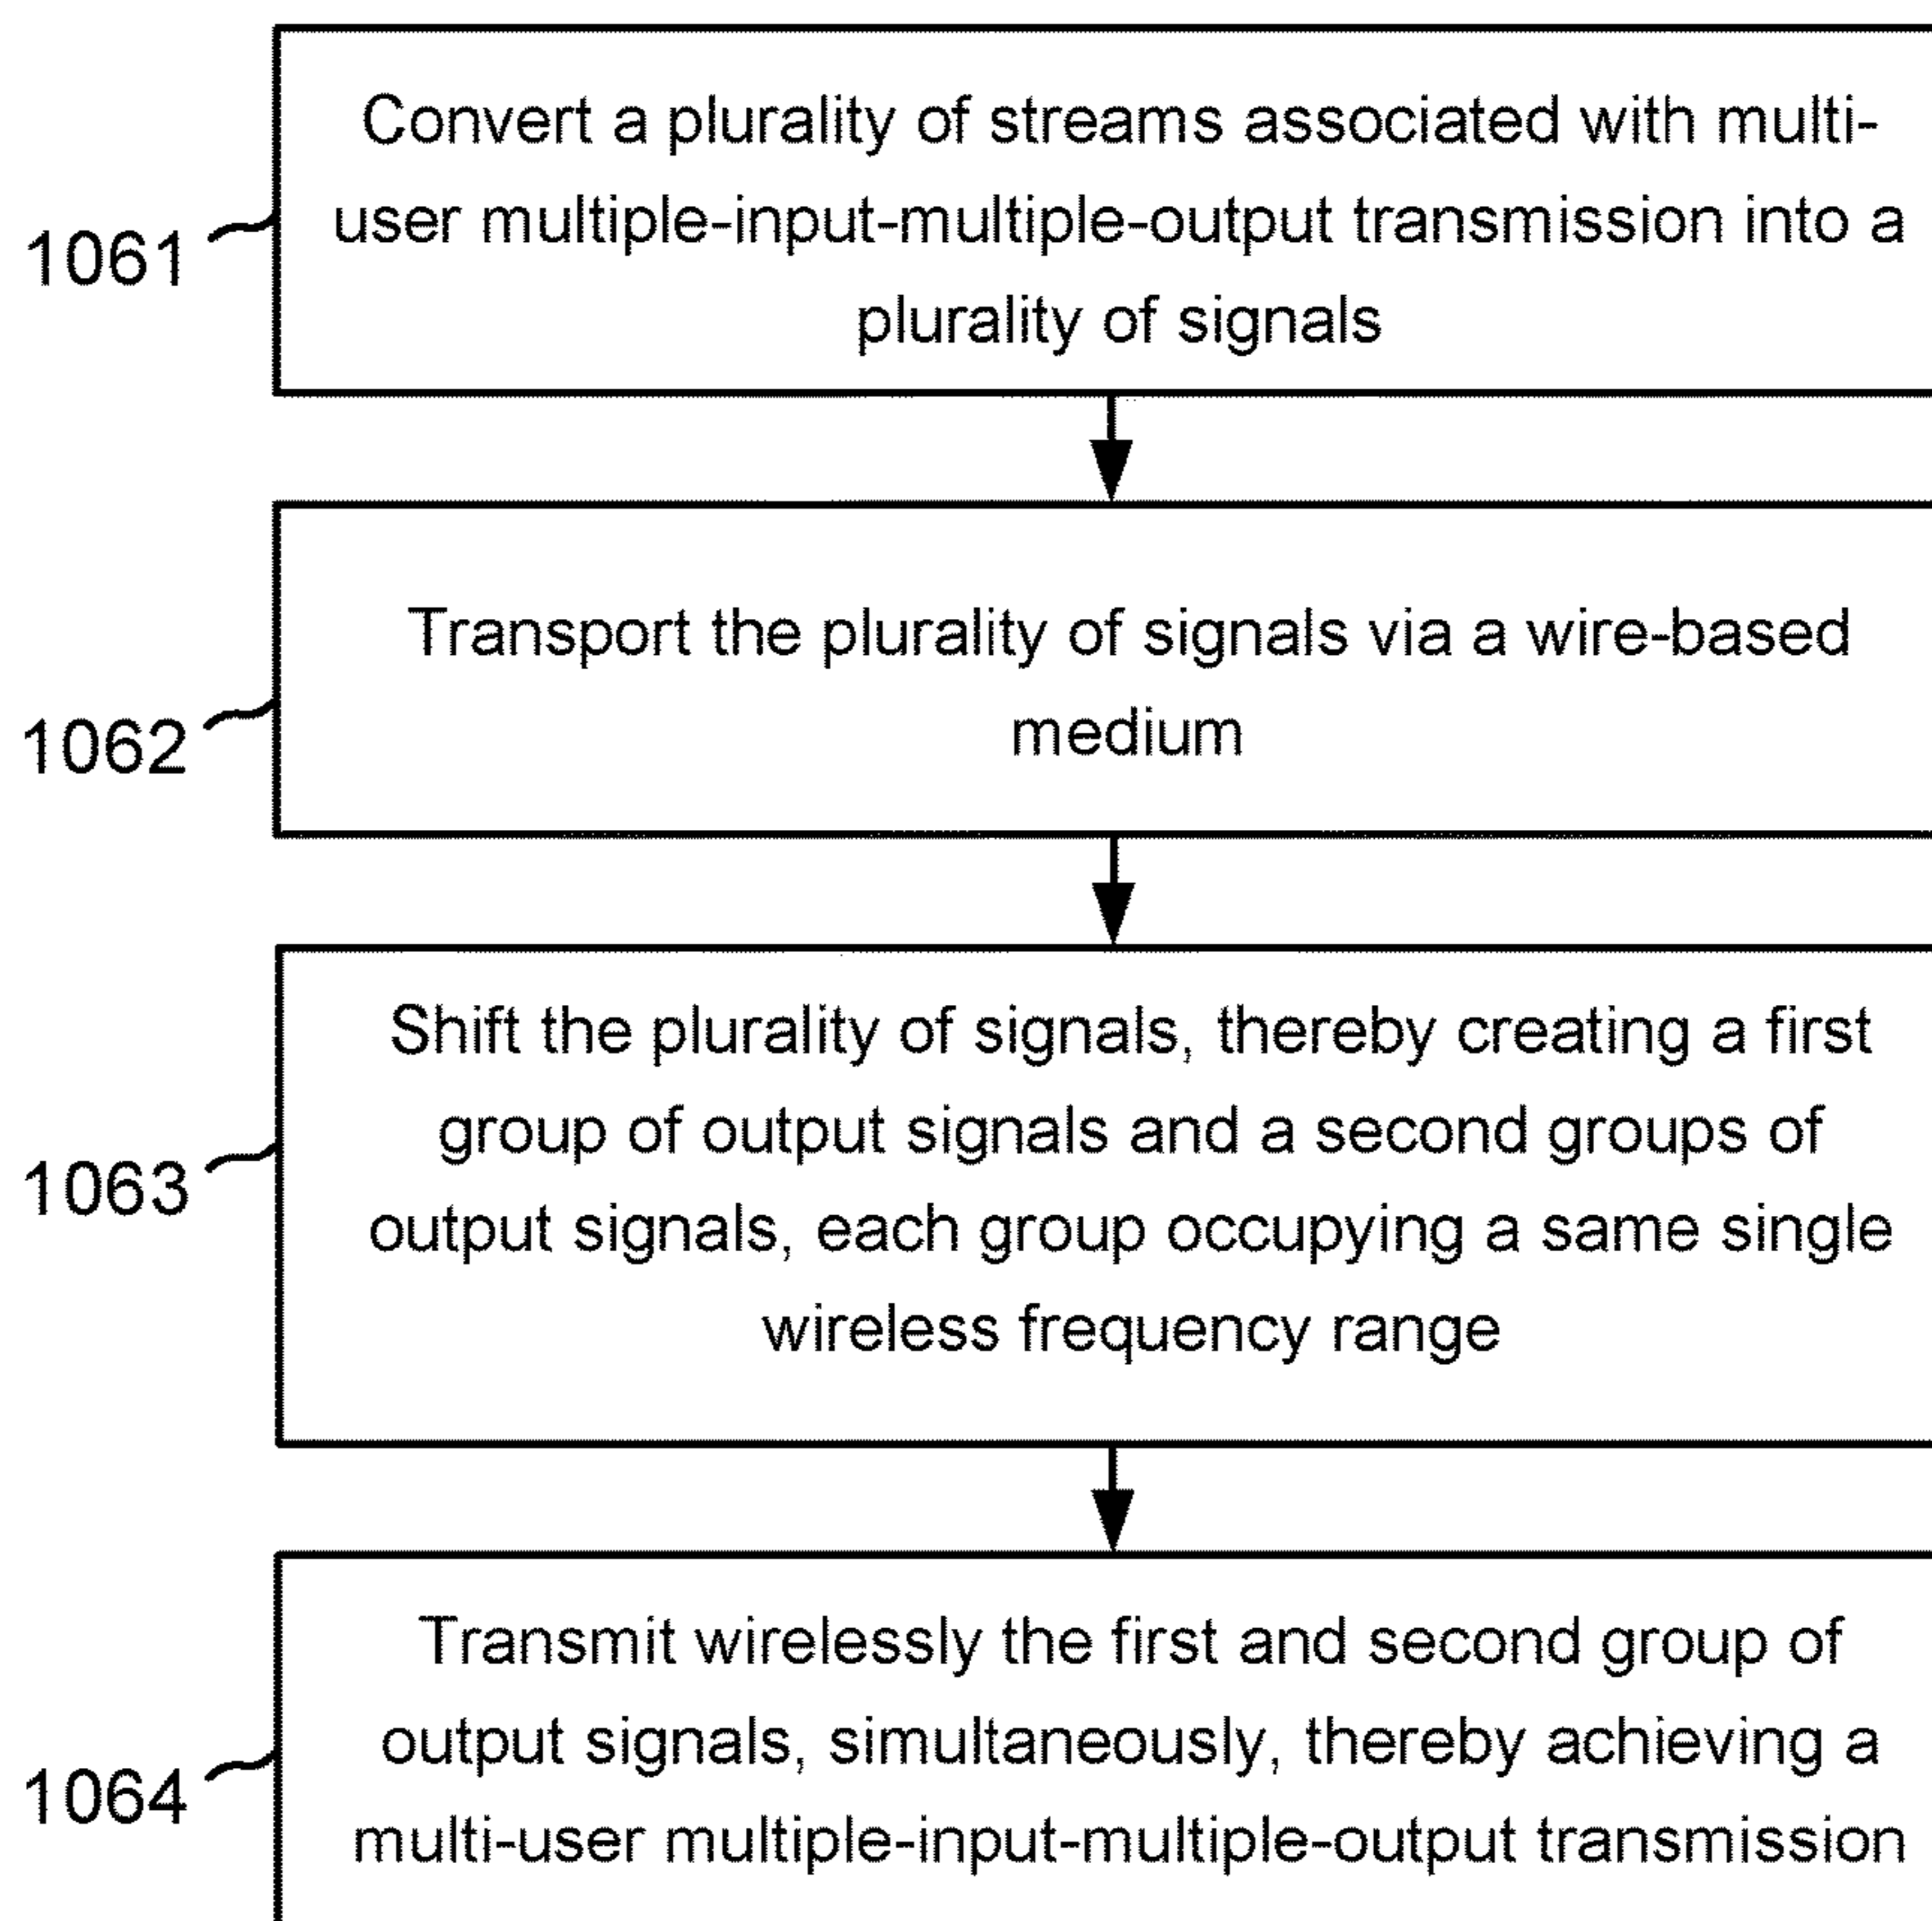 Convert a plurality of streams associated with multi-
user multiple-input-multiple-output transmission into a
plurality of signals
1061
Transport the plurality of signals via a wire-based
medium
1062
Shift the plurality of signals, thereby creating a first
group of output signals and a second groups of
output signals, each group occupying a same single
wireless frequency range
1063
Transmit wirelessly the first and second group of
output signals, simultaneously, thereby achieving a
multi-user multiple-input-multiple-output transmission
1064